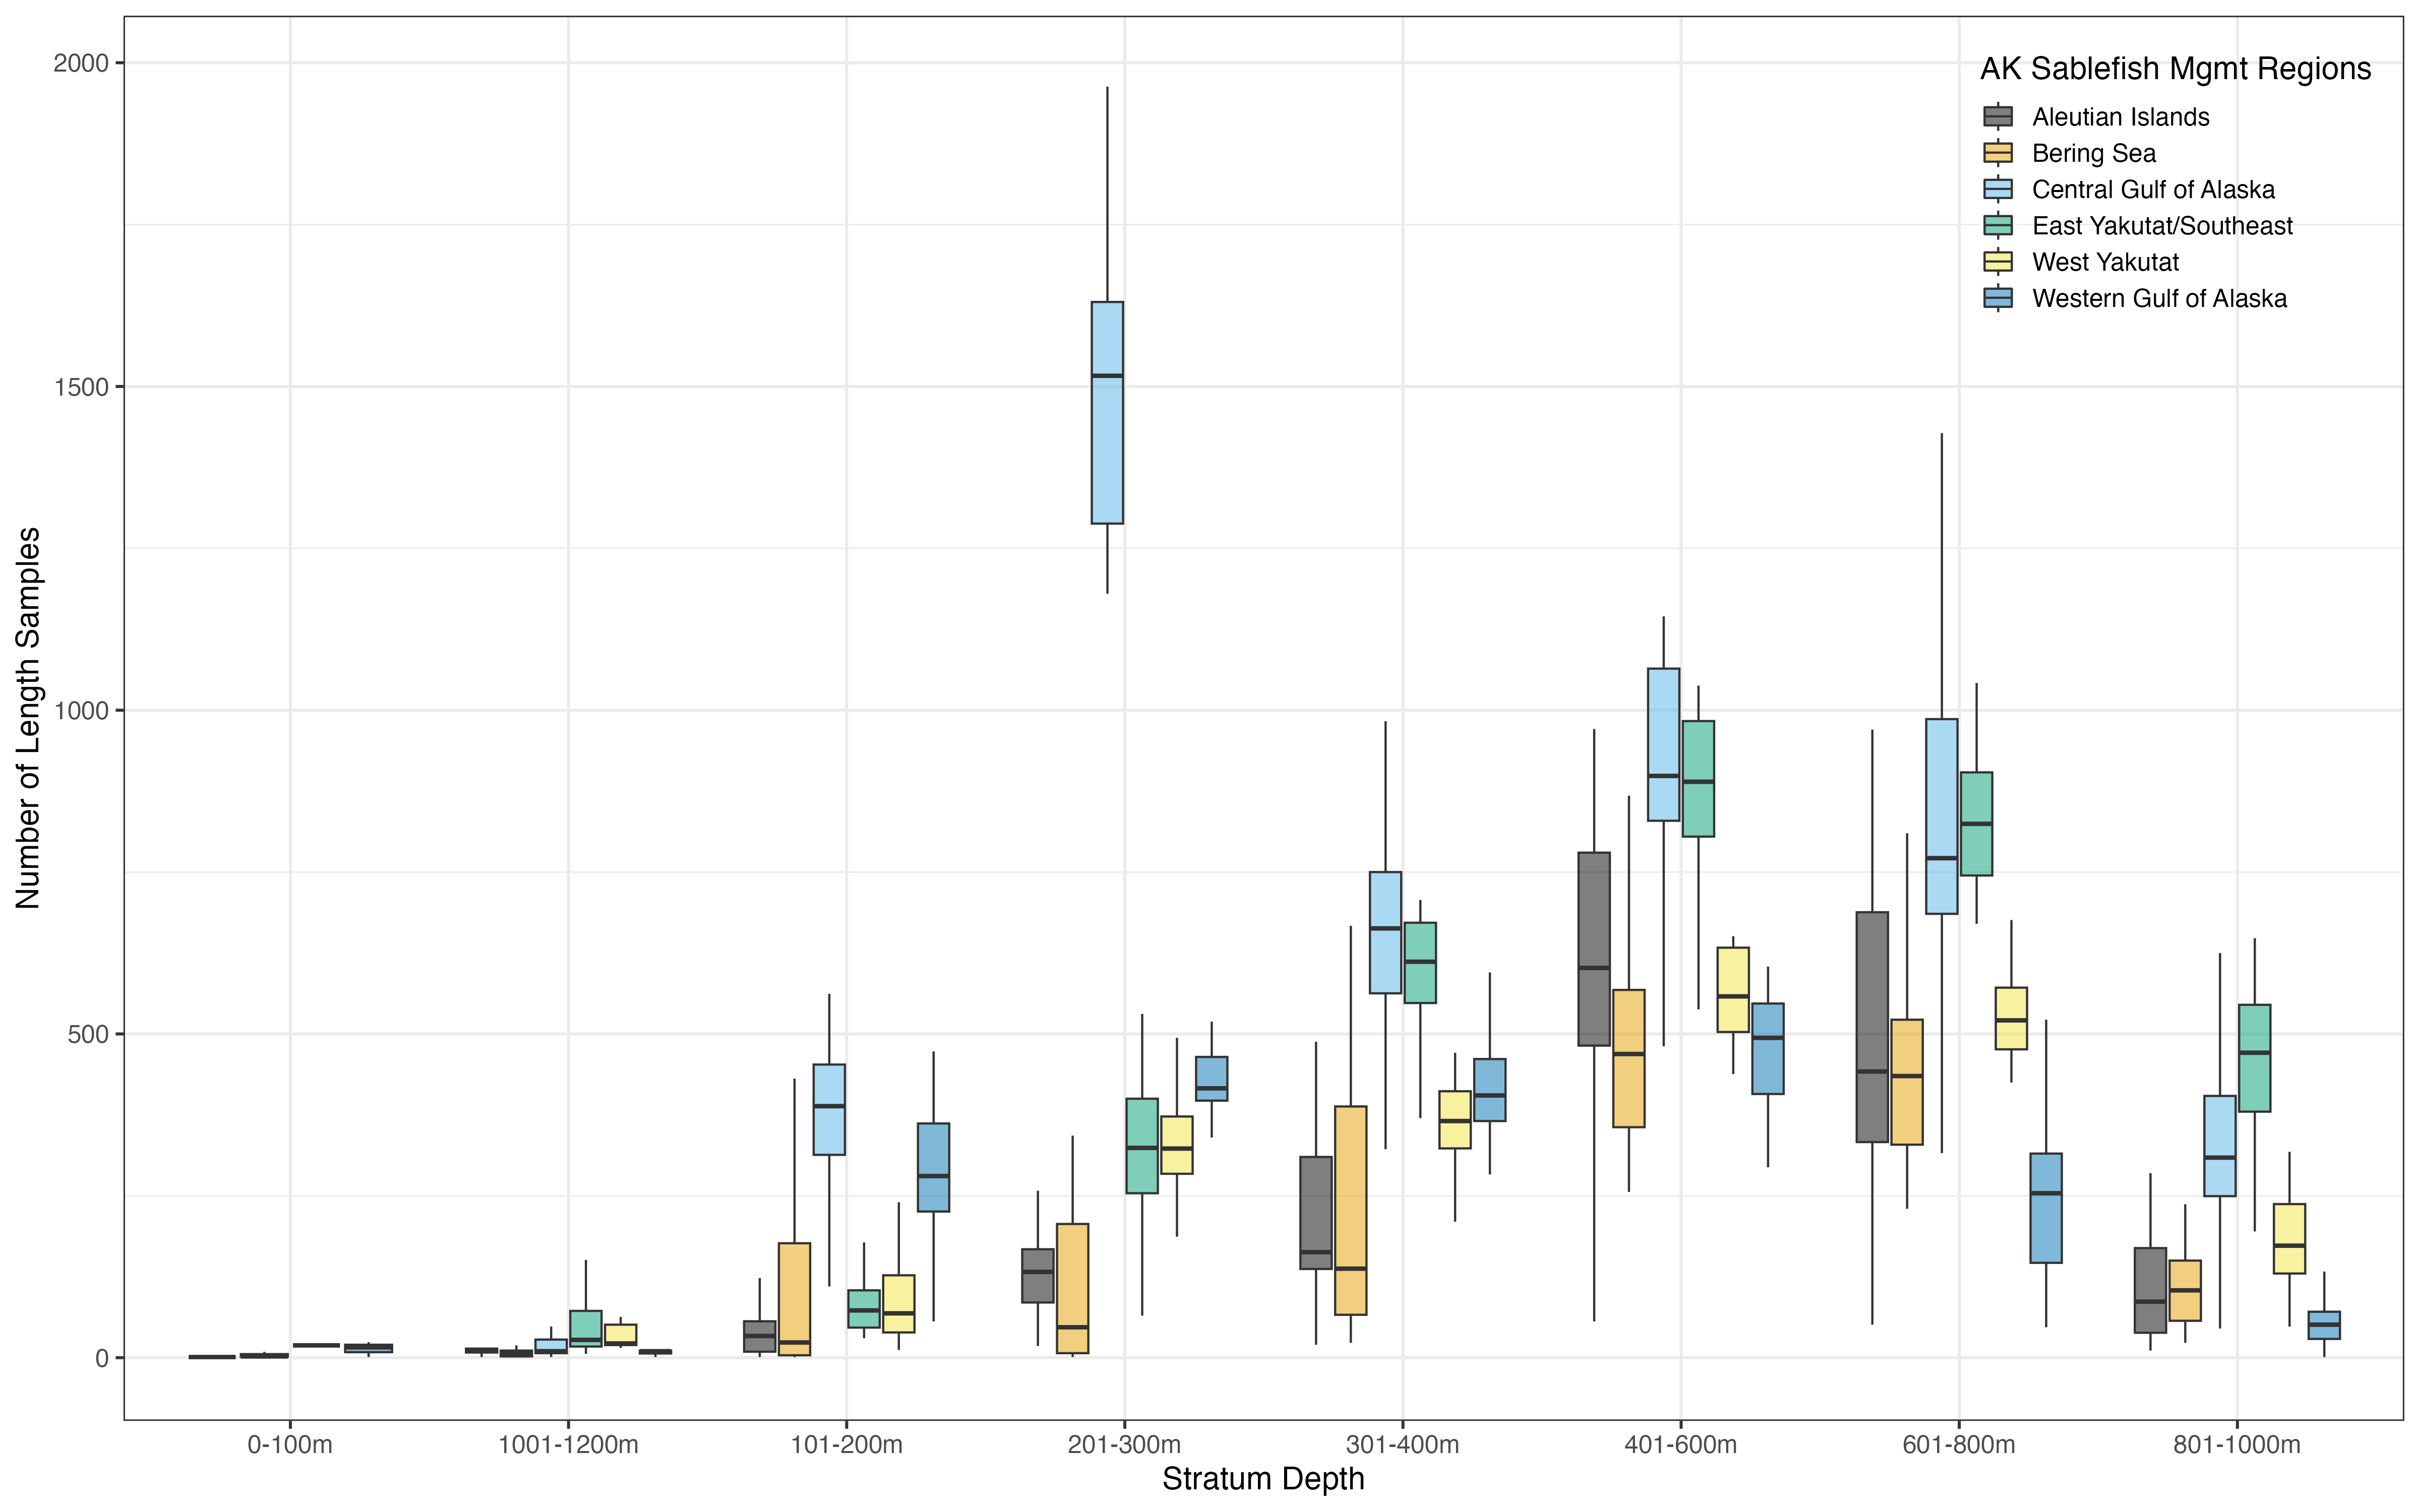 AK Sablefish Mgmt Regions
Aleutian Islands
Bering Sea
Central Gulf of Alaska
East Yakutat/Southeast
West Yakutat
Western Gulf of Alaska
Number of Length Samples
2000
1500
1000
500
0
0-100m
1001-1200m
101-200m
201-300m
301-400m
401-600m
601-800m
801-1000m
Stratum Depth